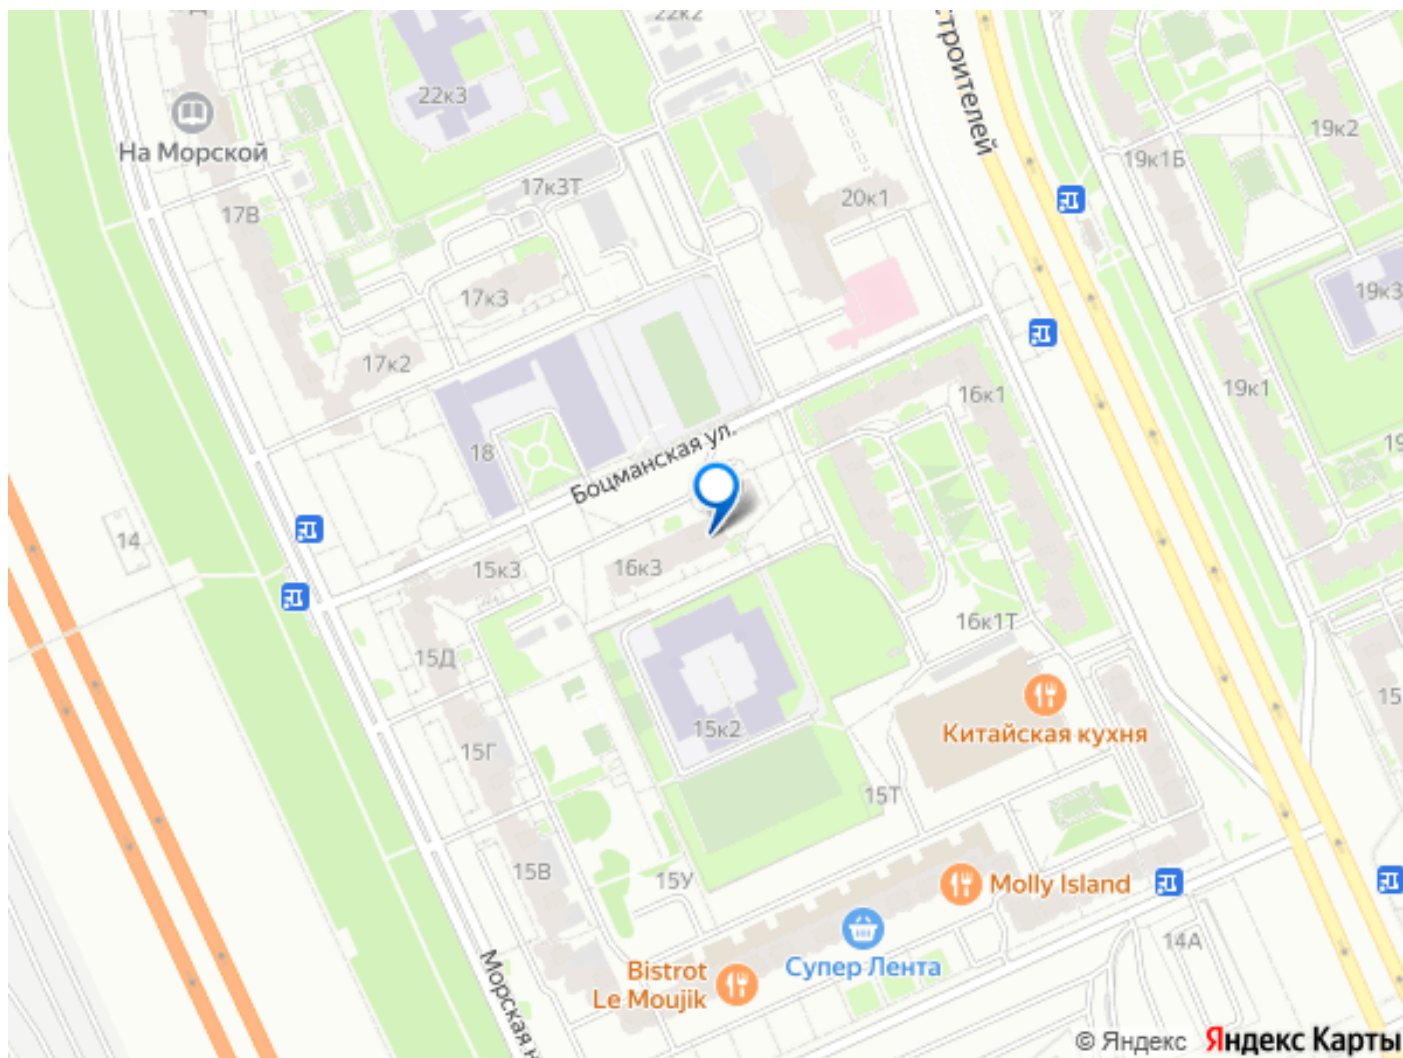 22к2
22к3
На Морской
17В
17к3Т
20к1
19к1Б
19к2
строителей
17к3
17к2
19к3
16к1
19к1
18
Боцманская ул.
14
15к3
16к3
15Д
16к1Т
15к2
15Г
Китайская кухня
15Т
15В
15У
Molly Island
14А
Супер Лента
Bistrot
Le Moujik
Морская н
© Яндекс
Яндекс Карты